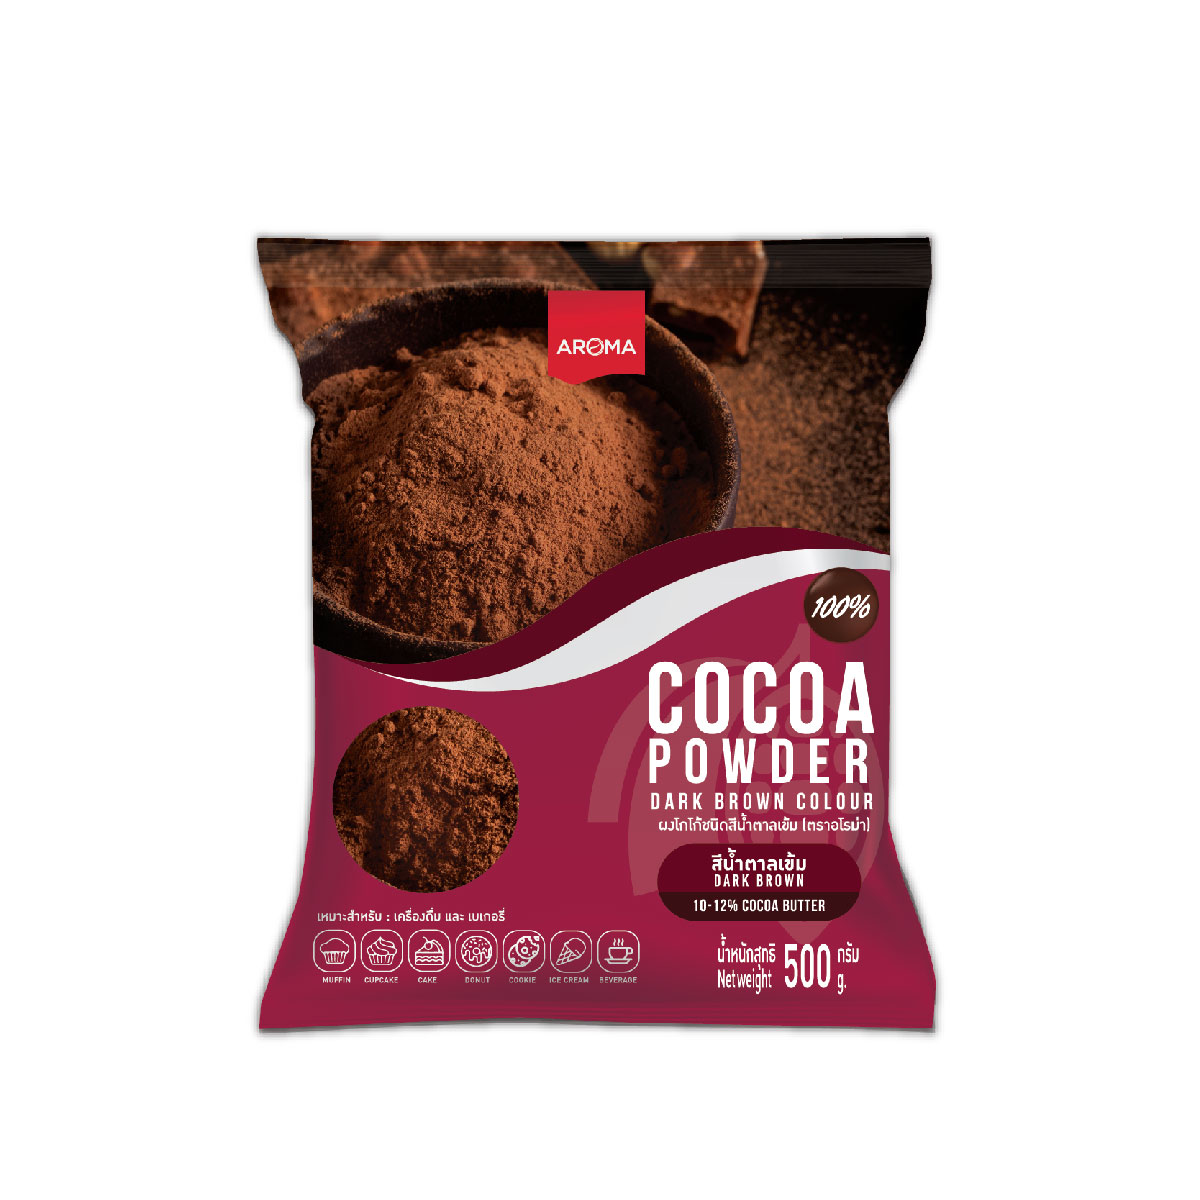 AROMA
100%
COCOA
POWDER
DARK BROWN COLOUR
ผงโกโก้ชนิดสีน้ำตาลเข้ม (ตราอโรม่า)
สีน้ำตาลเข้ม
DARK BROWN
10-12% COCOA BUTTER
เหมาะสำหรับ : เครื่องดื่ม และ เบเกอรี่
MUFFIN CUPCAKE CAKE DONUT COOKIE ICE CREAM BEVERAGE
น้ำหนักสุทธิ 500 กรัม
Net weight g.